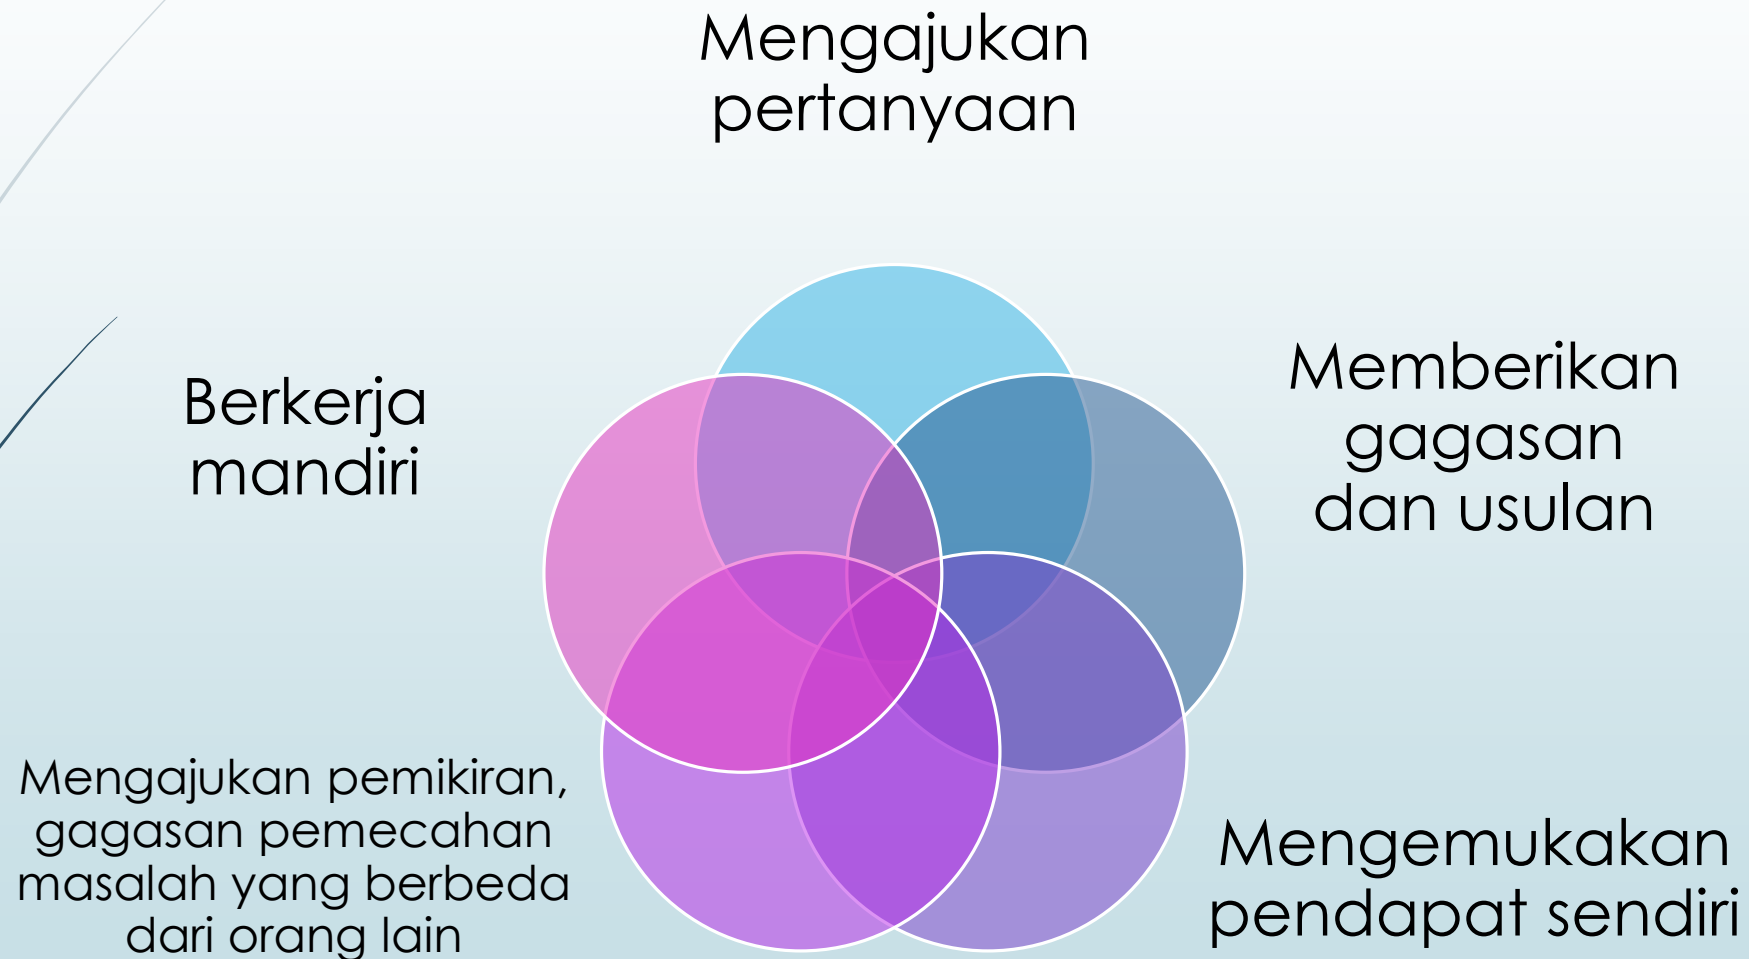 Mengajukan
pertanyaan
Memberikan
gagasan
dan usulan
Mengemukakan
pendapat sendiri
Mengajukan pemikiran,
gagasan pemecahan
masalah yang berbeda
dari orang lain
Berkerja
mandiri